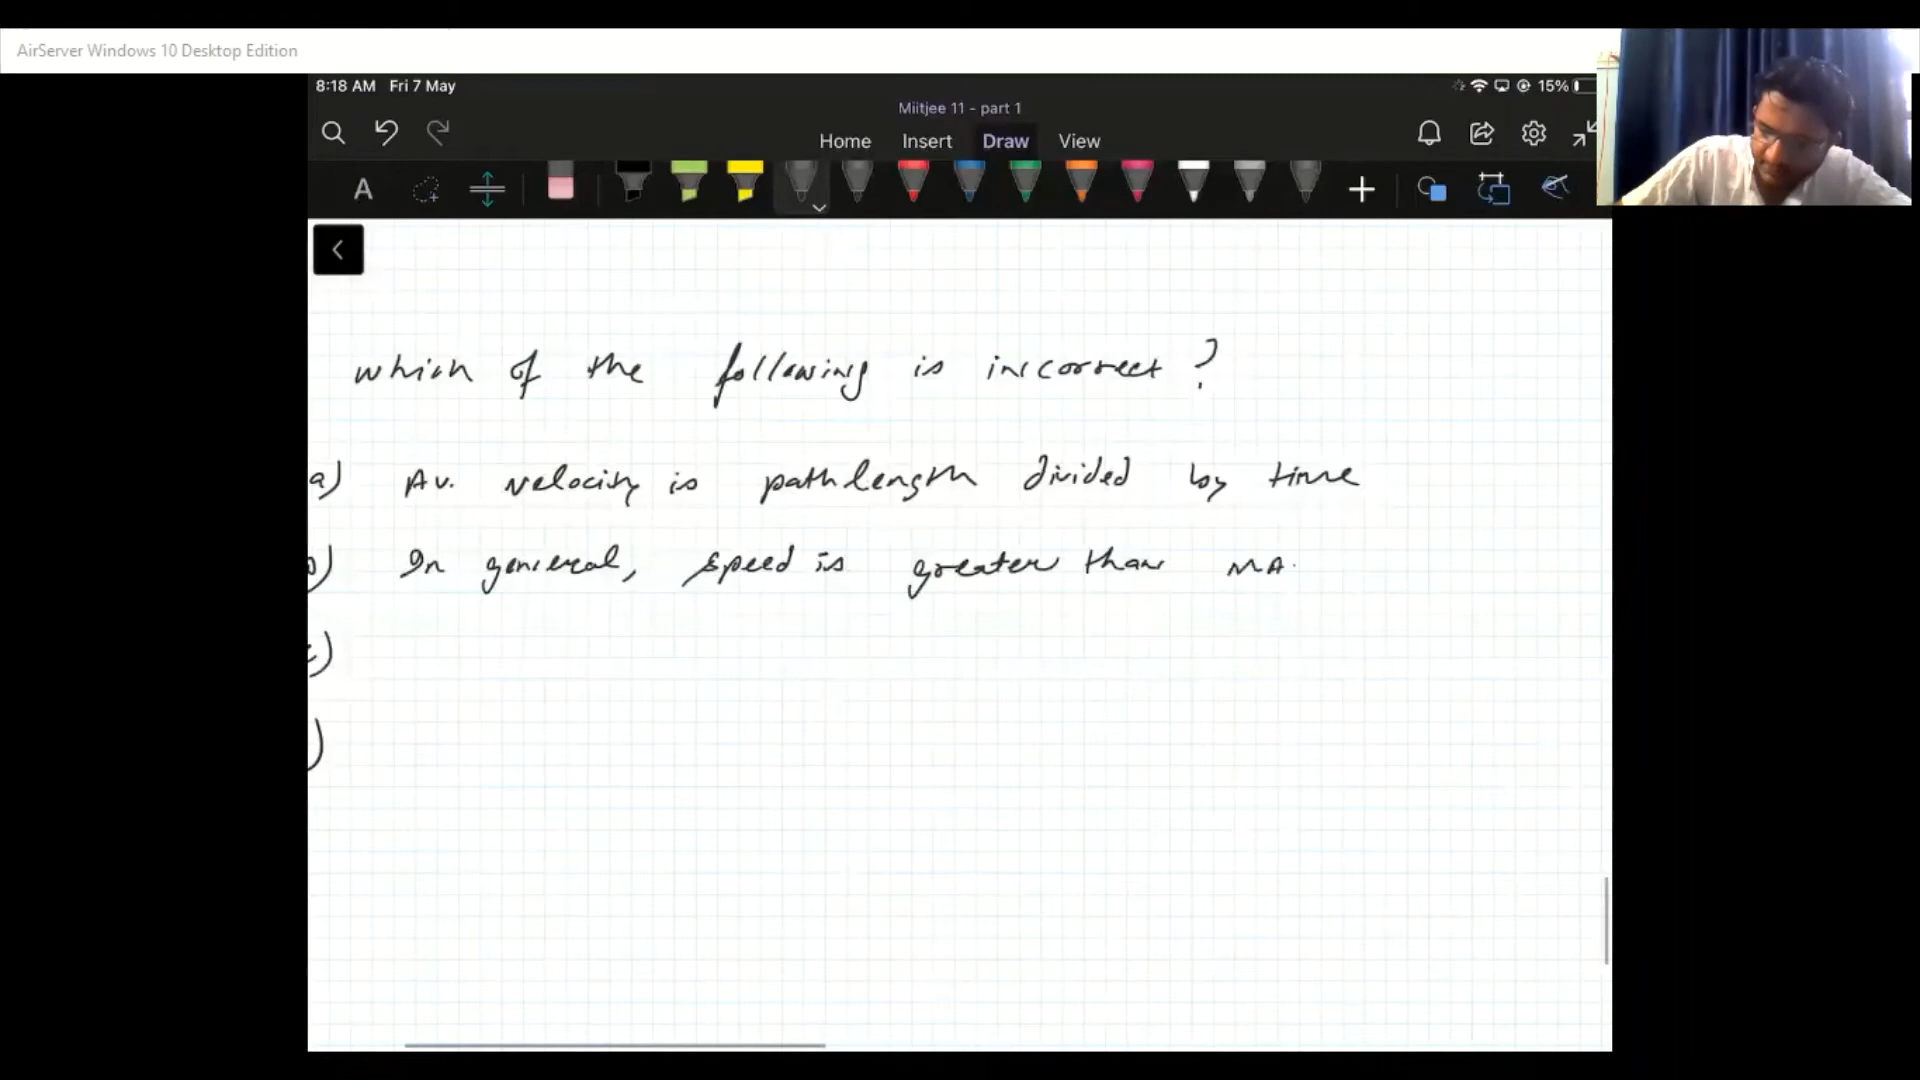 AirServer Windows 10 Desktop Edition
8:18 AM Fri 7 May
15%
Miitjee 11 - part 1
Home Insert Draw View
A
which of the following is incorrect ?
a) Av. velocity is path length divided by time
b) In general, speed is greater than MA.
c)
)